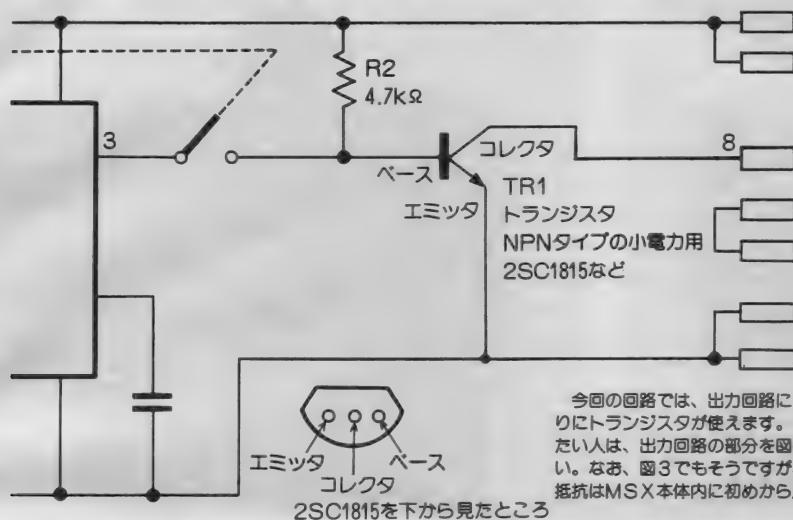 R2
4.7kΩ
3
8
コレクタ
ベース
エミッタ
TR1
トランジスタ
NPNタイプの小電力用
2SC1815など
エミッタ
ベース
コレクタ
2SC1815を下から見たところ
今回の回路では、出力回路に
りにトランジスタが使えます。
たい人は、出力回路の部分を図
い。なお、図3でもそうですが
抵抗はMSX本体内に初めから